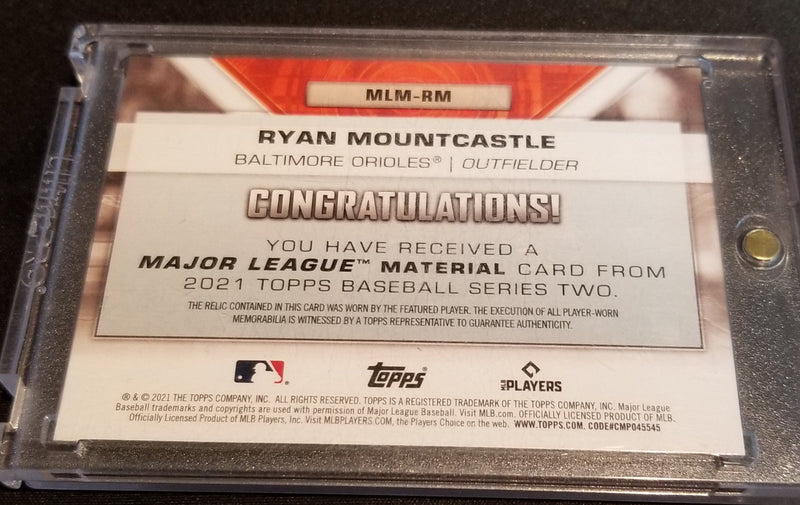 MLM-RM
RYAN MOUNTCASTLE
BALTIMORE ORIOLES® | OUTFIELDER
CONGRATULATIONS!
YOU HAVE RECEIVED A
MAJOR LEAGUE™ MATERIAL CARD FROM
2021 TOPPS BASEBALL SERIES TWO.
THE RELIC CONTAINED IN THIS CARD WAS WORN BY THE FEATURED PLAYER. THE EXECUTION OF ALL PLAYER-WORN
MEMORABILIA IS WITNESSED BY A TOPPS REPRESENTATIVE TO GUARANTEE AUTHENTICITY.
Topps® MLB PLAYERS
® & © 2021 THE TOPPS COMPANY, INC. ALL RIGHTS RESERVED. TOPPS IS A REGISTERED TRADEMARK OF THE TOPPS COMPANY, INC. Major League
Baseball trademarks and copyrights are used with permission of Major League Baseball. Visit MLB.com. OFFICIALLY LICENSED PRODUCT OF MLB
Officially Licensed Product of MLB Players, Inc. Visit MLBPLAYERS.COM, the Players Choice on the web. WWW.TOPPS.COM. CODE#CMP045545